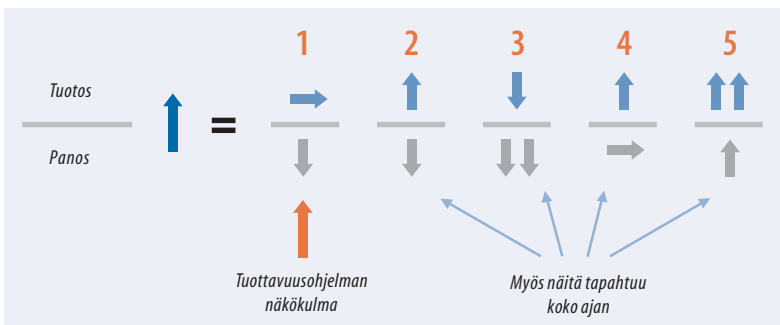 1 2 3 4 5
Tuotos
=
Panos
Tuottavuusohjelman
näkökulma
Myös näitä tapahtuu
koko ajan